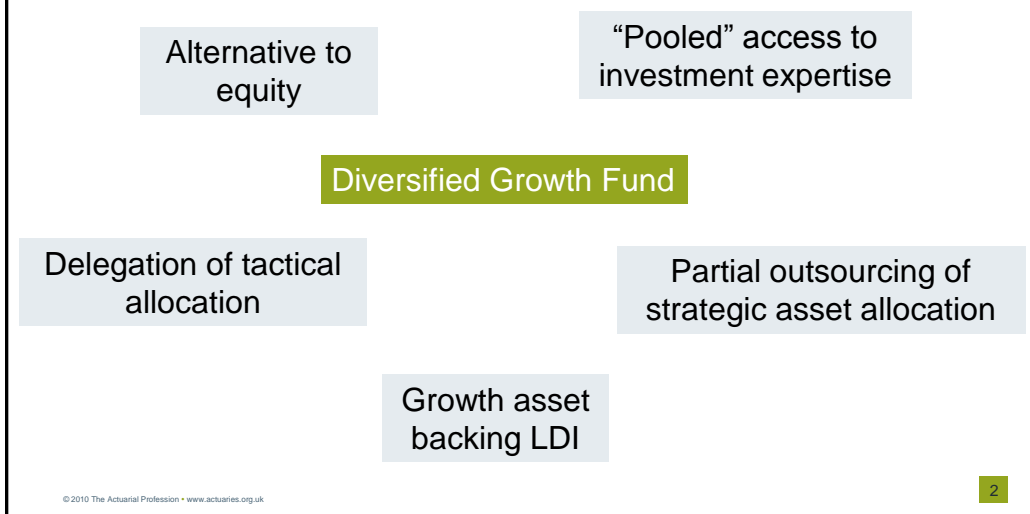 Alternative to
equity
“Pooled” access to
investment expertise
Diversified Growth Fund
Delegation of tactical
allocation
Partial outsourcing of
strategic asset allocation
Growth asset
backing LDI
© 2010 The Actuarial Profession • www.actuaries.org.uk
2